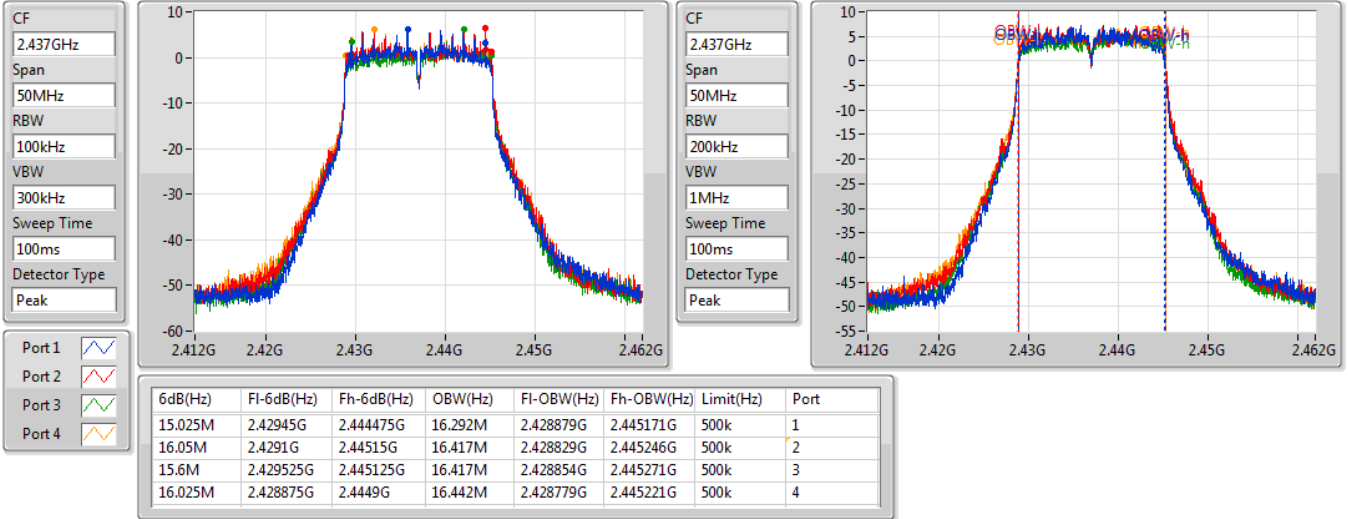 CF
2.437GHz
Span
50MHz
RBW
100kHz
VBW
300kHz
Sweep Time
100ms
Detector Type
Peak
10
0
-10
-20
-30
-40
-50
-60
2.412G 2.42G 2.43G 2.44G 2.45G 2.462G
CF
2.437GHz
Span
50MHz
RBW
200kHz
VBW
1MHz
Sweep Time
100ms
Detector Type
Peak
10
5
0
-5
-10
-15
-20
-25
-30
-35
-40
-45
-50
-55
2.412G 2.42G 2.43G 2.44G 2.45G 2.462G
Port 1
Port 2
Port 3
Port 4
6dB(Hz) Fl-6dB(Hz) Fh-6dB(Hz) OBW(Hz) Fl-OBW(Hz) Fh-OBW(Hz) Limit(Hz) Port
15.025M 2.42945G 2.444475G 16.292M 2.428879G 2.445171G 500k 1
16.05M 2.4291G 2.44515G 16.417M 2.428829G 2.445246G 500k 2
15.6M 2.429525G 2.445125G 16.417M 2.428854G 2.445271G 500k 3
16.025M 2.428875G 2.4449G 16.442M 2.428779G 2.445221G 500k 4